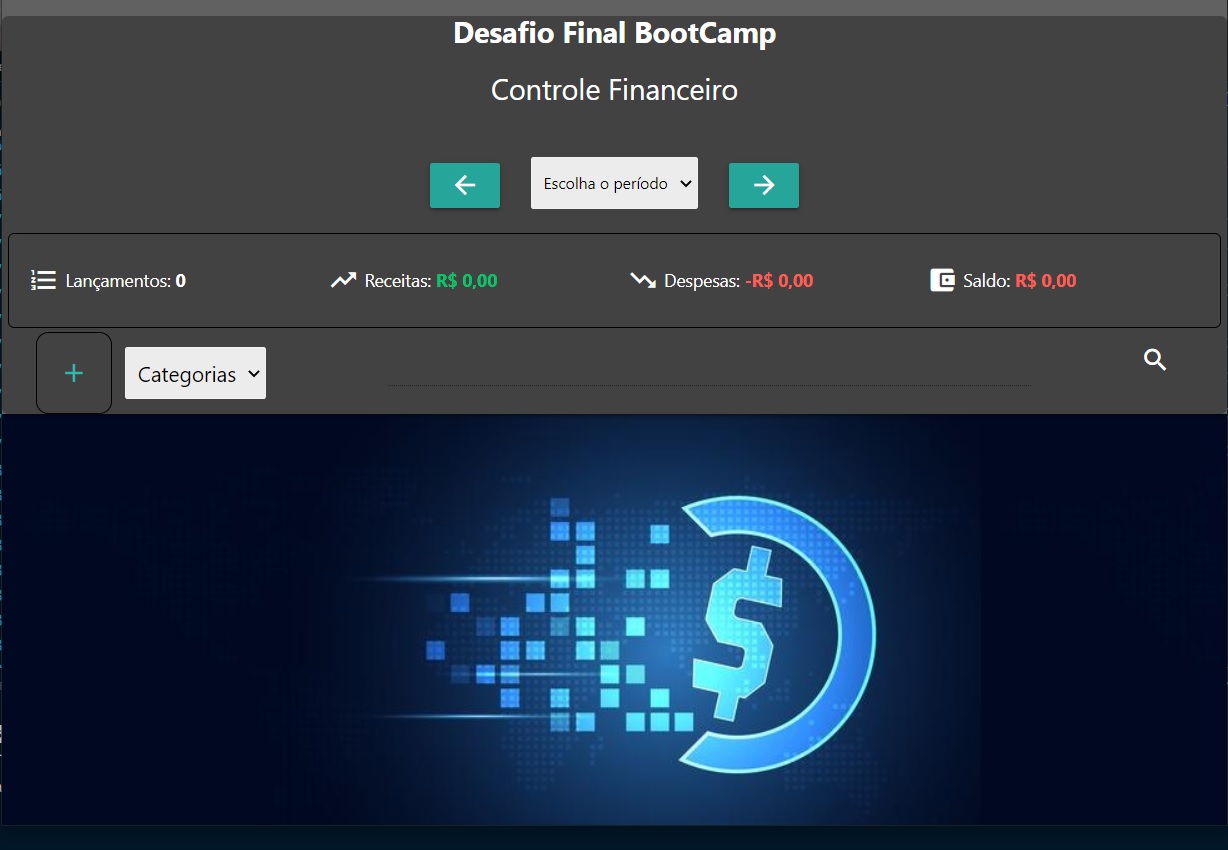 Desafio Final BootCamp
Controle Financeiro
Escolha o período
Lançamentos: 0 Receitas: R$ 0,00 Despesas: -R$ 0,00 Saldo: R$ 0,00
+ Categorias
$